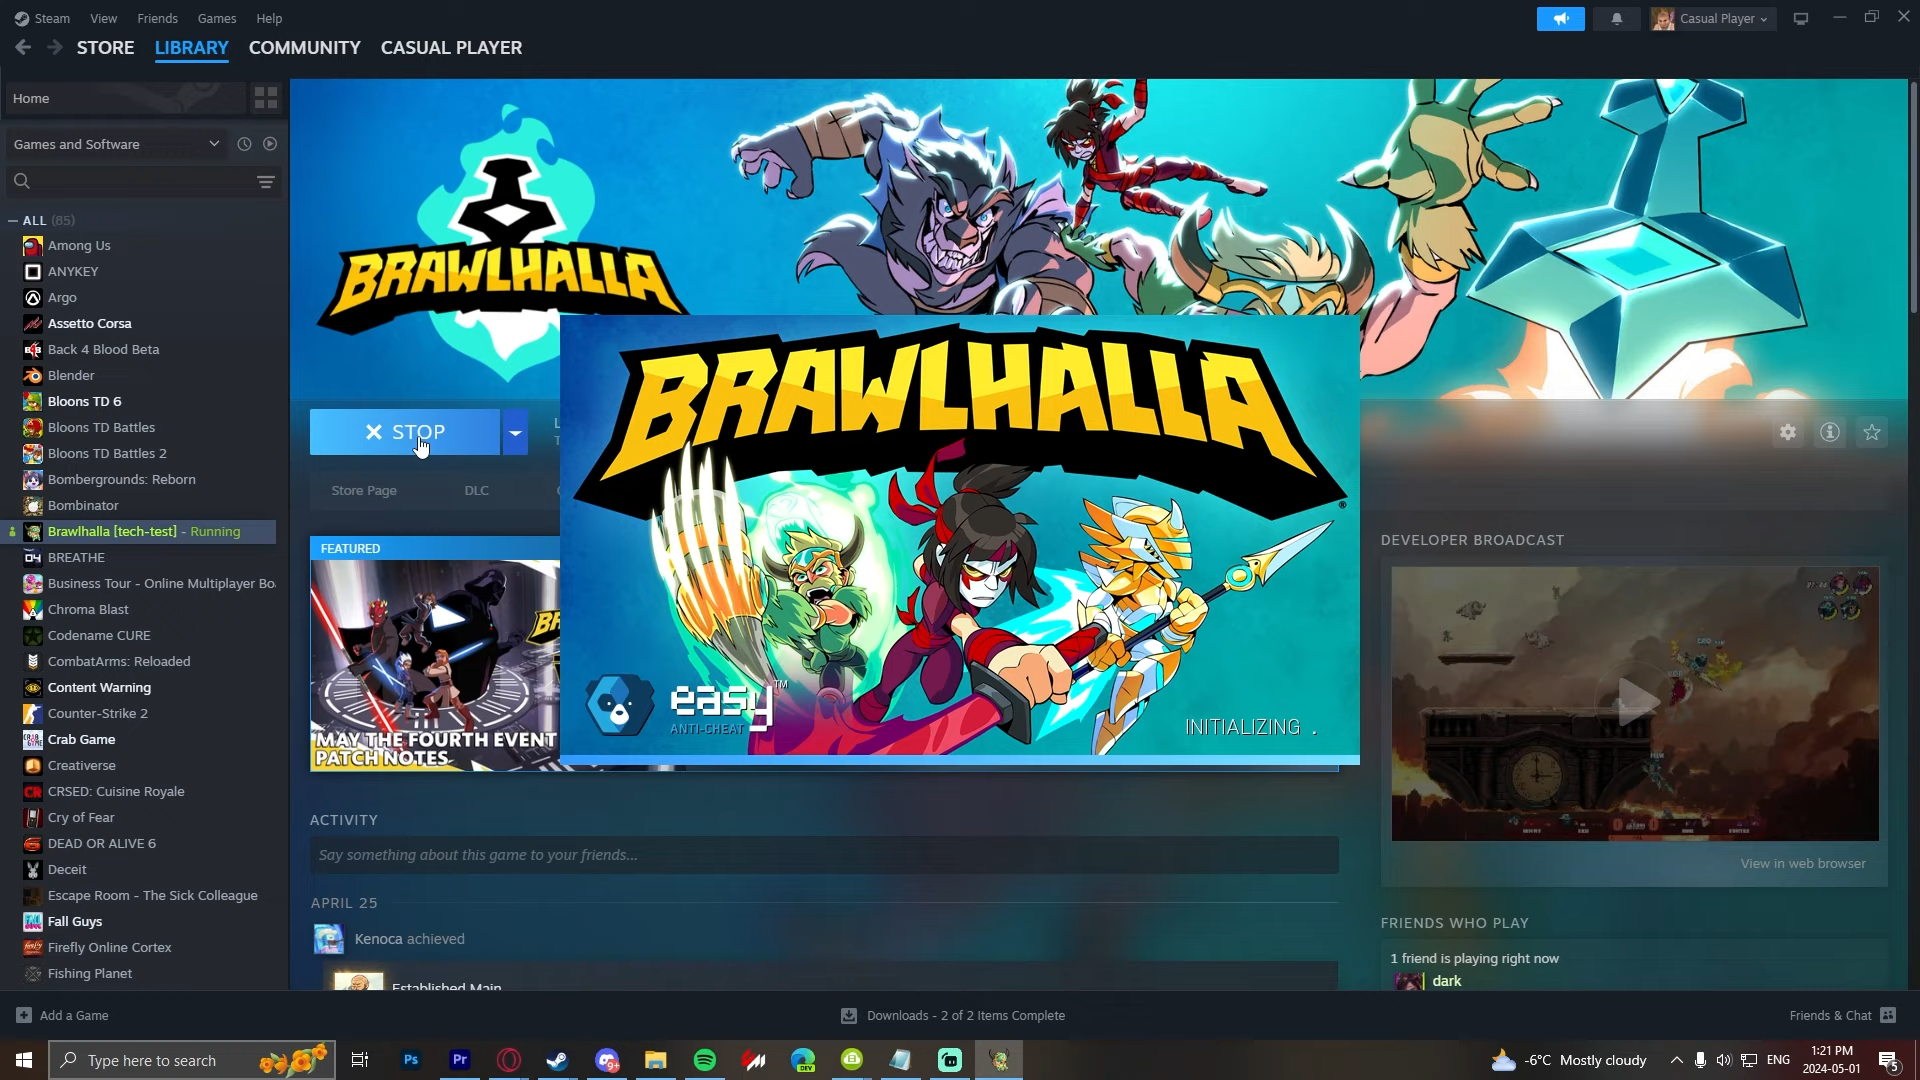 Steam View Friends Games Help
Casual Player
STORE LIBRARY COMMUNITY CASUAL PLAYER
Home
Games and Software
ALL (85)
Among Us
ANYKEY
Argo
Assetto Corsa
Back 4 Blood Beta
Blender
Bloons TD 6
Bloons TD Battles
Bloons TD Battles 2
Bombergrounds: Reborn
Bombinator
Brawlhalla [tech-test] - Running
BREATHE
Business Tour - Online Multiplayer Bo
Chroma Blast
Codename CURE
CombatArms: Reloaded
Content Warning
Counter-Strike 2
Crab Game
Creativerse
CRSED: Cuisine Royale
Cry of Fear
DEAD OR ALIVE 6
Deceit
Escape Room - The Sick Colleague
Fall Guys
Firefly Online Cortex
Fishing Planet
BRAWLHALLA
STOP
Store Page DLC
FEATURED
MAY THE FOURTH EVENT
PATCH NOTES
BRAWLHALLA
easy™
ANTI-CHEAT
INITIALIZING .
ACTIVITY
Say something about this game to your friends...
APRIL 25
Kenoca achieved
Established Main
DEVELOPER BROADCAST
View in web browser
FRIENDS WHO PLAY
1 friend is playing right now
dark
Add a Game
Downloads - 2 of 2 Items Complete
Friends & Chat
Type here to search
Ps
Pr
9+
DEV
-6°C Mostly cloudy
ENG
1:21 PM
2024-05-01
5